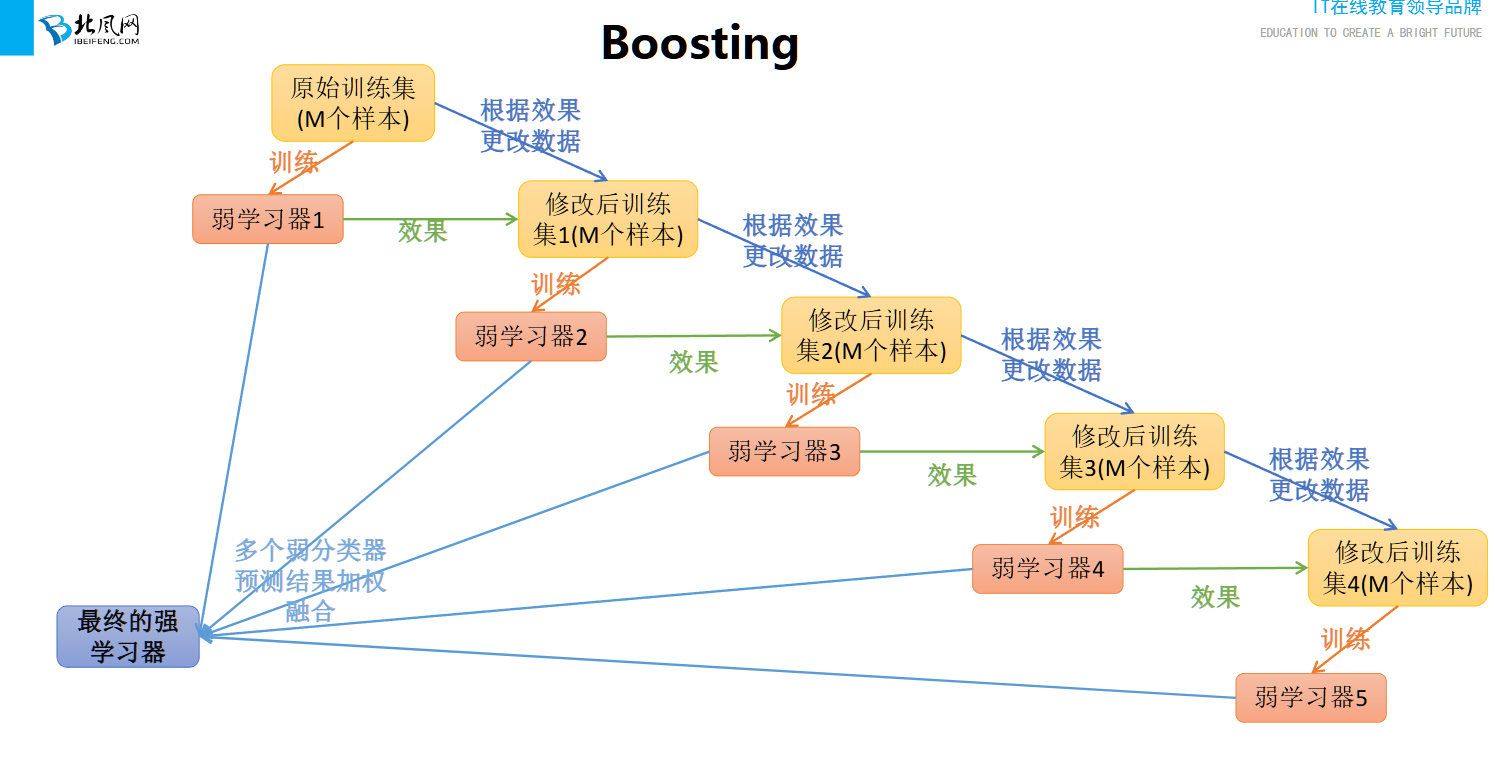 北风网
IBEIFENG.COM
Boosting
IT在线教育领导品牌
EDUCATION TO CREATE A BRIGHT FUTURE
原始训练集
(M个样本)
根据效果
更改数据
训练
弱学习器1
效果
修改后训练
集1(M个样本)
根据效果
更改数据
训练
弱学习器2
效果
修改后训练
集2(M个样本)
根据效果
更改数据
训练
弱学习器3
效果
修改后训练
集3(M个样本)
根据效果
更改数据
训练
弱学习器4
效果
修改后训练
集4(M个样本)
训练
弱学习器5
多个弱分类器
预测结果加权
融合
最终的强
学习器